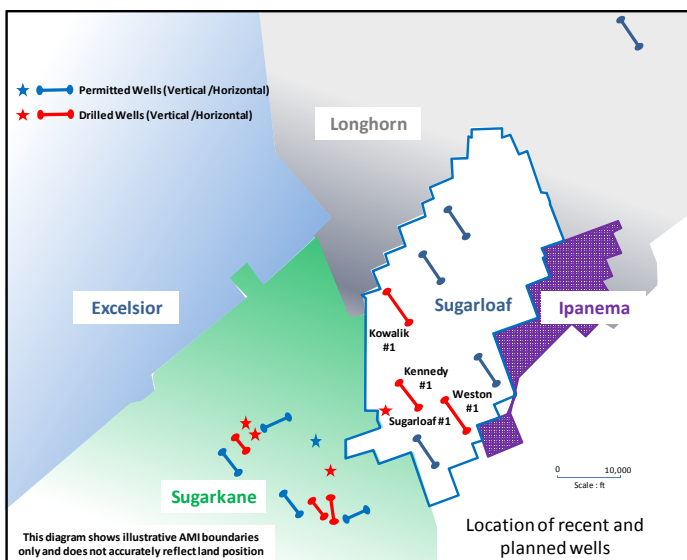 Permitted Wells (Vertical /Horizontal)
Drilled Wells (Vertical /Horizontal)
Longhorn
Excelsior
Sugarloaf
Ipanema
Kowalik
#1
Kennedy
#1
Weston
#1
Sugarloaf #1
Sugarkane
0 10,000
Scale : ft
This diagram shows illustrative AMI boundaries
only and does not accurately reflect land position
Location of recent and
planned wells